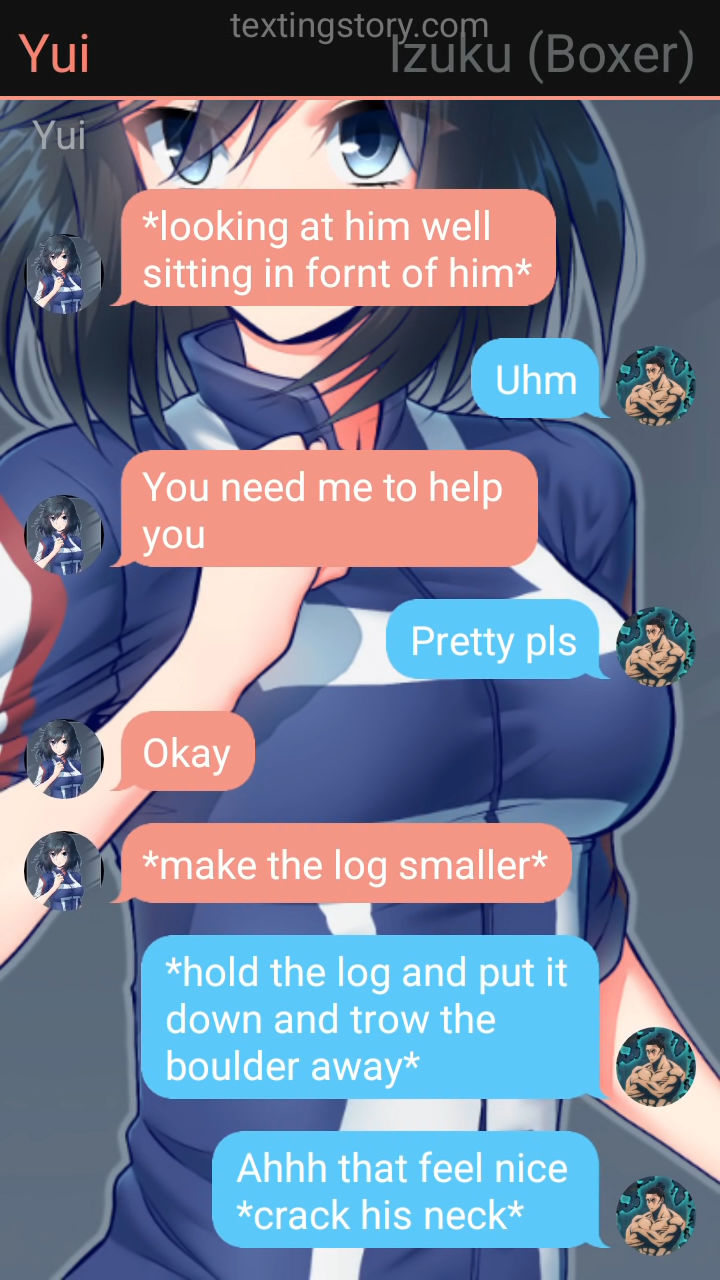 textingstory.com
Yui
Izuku (Boxer)
Yui
*looking at him well
sitting in fornt of him*
Uhm
You need me to help
you
Pretty pls
Okay
*make the log smaller*
*hold the log and put it
down and trow the
boulder away*
Ahhh that feel nice
*crack his neck*